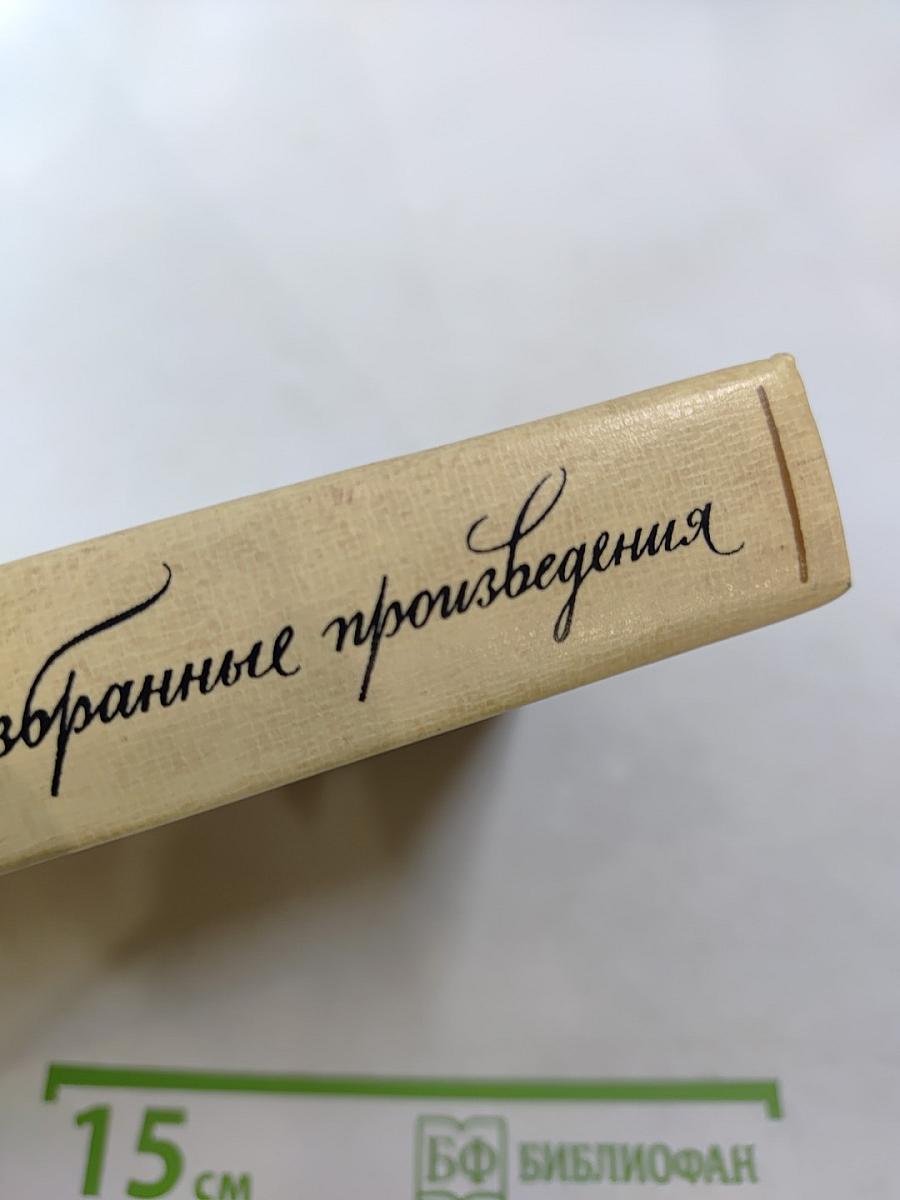 збранные произведения
15 см
БФ БИБЛИОФАН